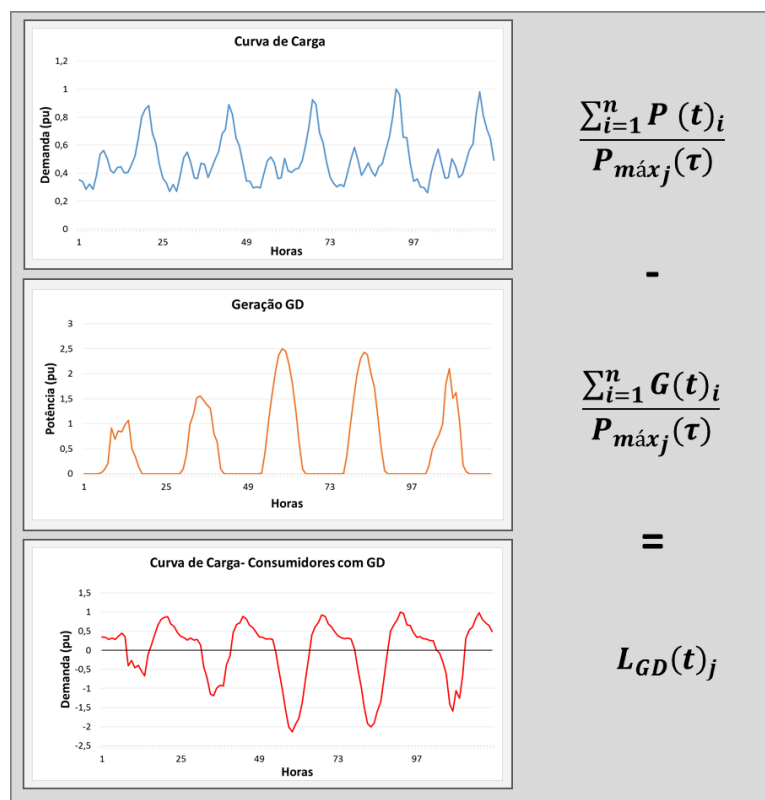 Curva de Carga
Demanda (pu)
1,2
1
0,8
0,6
0,4
0,2
0
1 25 49 73 97
Horas
∑ⁿᵢ₌₁ P (t)ᵢ
Pmáxⱼ(τ)
-
Geração GD
Potência (pu)
3
2,5
2
1,5
1
0,5
0
1 25 49 73 97
Horas
∑ⁿᵢ₌₁ G(t)ᵢ
Pmáxⱼ(τ)
=
Curva de Carga- Consumidores com GD
Demanda (pu)
1,5
1
0,5
0
-0,5
-1
-1,5
-2
-2,5
1 25 49 73 97
Horas
L_GD(t)ⱼ